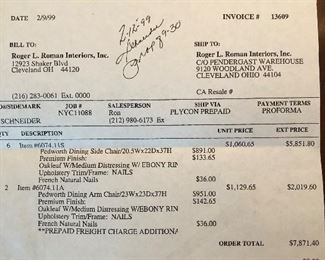 DATE 2/9/99 INVOICE # 13609
2-12-99
9-30
BILL TO: SHIP TO:
Roger L. Roman Interiors, Inc. Roger L. Roman Interiors, Inc.
12923 Shaker Blvd C/O PENDERGAST WAREHOUSE
Cleveland OH 44120 9120 WOODLAND AVE.
CLEVELAND OHIO 44104
(216) 283-0061 Ext. 0000 CA Resale #
SIDEMARK JOB # SALESPERSON SHIP VIA PAYMENT TERMS
SCHNEIDER NYC11088 Ron PLYCON PREPAID PROFORMA
(212) 980-6173 Ext
QTY DESCRIPTION UNIT PRICE EXT PRICE
6 Item #6074.11S $1,060.65 $5,851.80
Pedworth Dining Side Chair/20.5Wx22Dx37H $891.00
Premium Finish: $133.65
Oakleaf W/Medium Distressing W/ EBONY RIN
Upholstery Trim/Frame: NAILS
French Natural Nails $36.00
2 Item #6074.11A $1,129.65 $2,019.60
Pedworth Dining Arm Chair/23Wx23Dx37H $951.00
Premium Finish: $142.65
Oakleaf W/Medium Distressing W/ EBONY RIN
Upholstery Trim/Frame: NAILS
French Natural Nails $36.00
**PREPAID FREIGHT CHARGE ADDITIONA
ORDER TOTAL $7,871.40